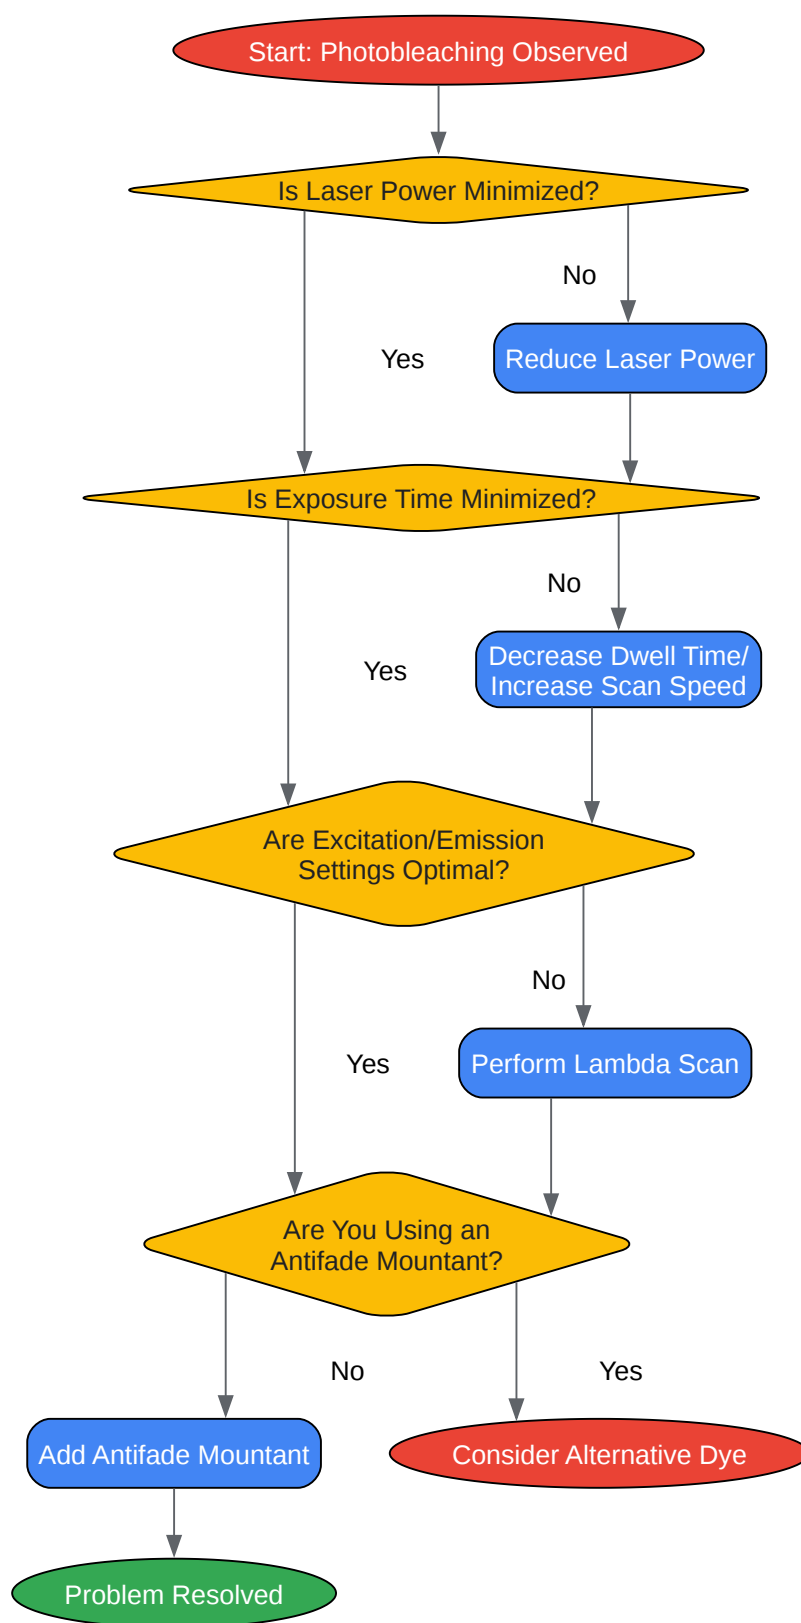 Start: Photobleaching Observed
Is Laser Power Minimized?
No
Yes
Reduce Laser Power
Is Exposure Time Minimized?
No
Decrease Dwell Time/
Increase Scan Speed
Yes
Are Excitation/Emission
Settings Optimal?
No
Yes
Perform Lambda Scan
Are You Using an
Antifade Mountant?
No
Yes
Add Antifade Mountant
Consider Alternative Dye
Problem Resolved